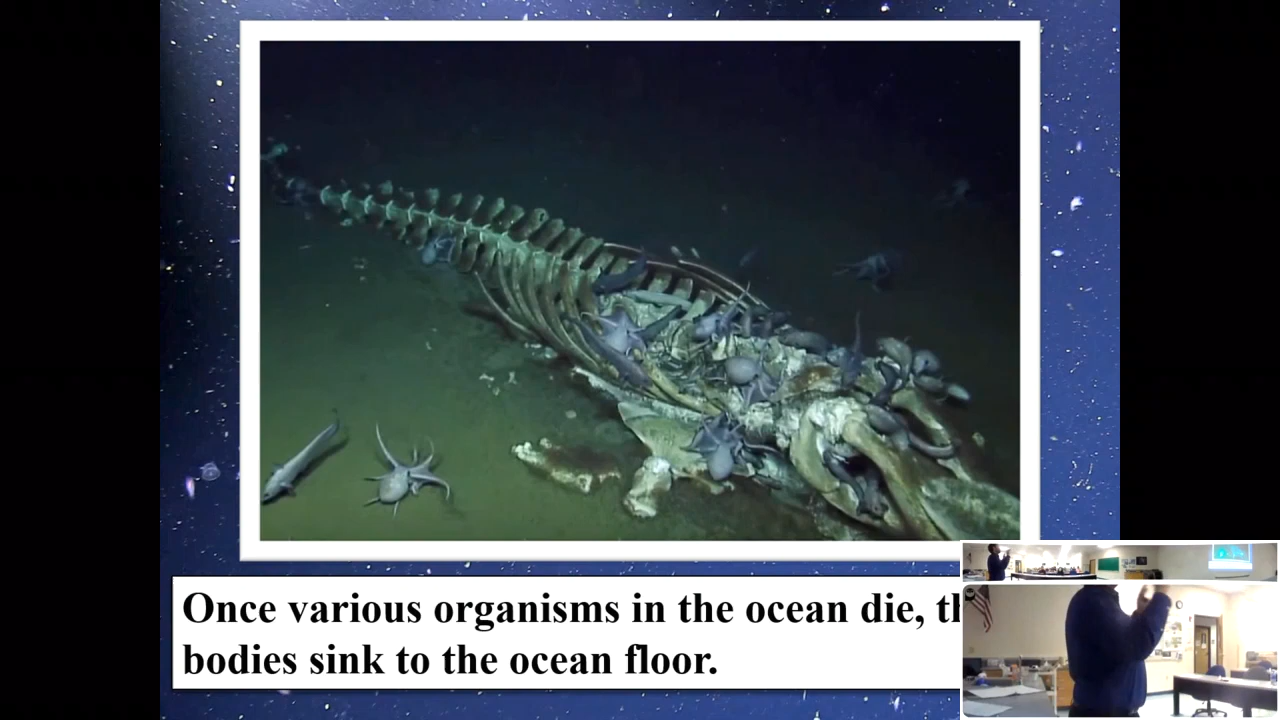 Once various organisms in the ocean die, th
bodies sink to the ocean floor.